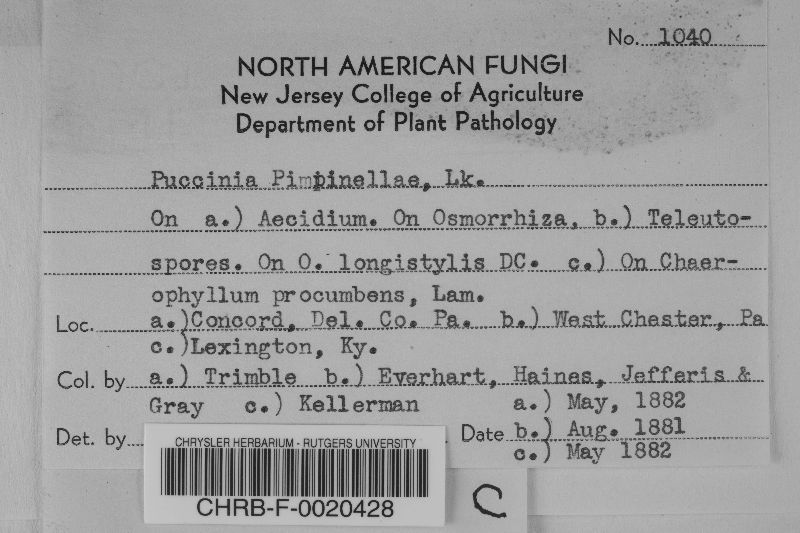 No. 1040
NORTH AMERICAN FUNGI
New Jersey College of Agriculture
Department of Plant Pathology
Puccinia Pimpinellae, Lk.
On a.) Aecidium. On Osmorrhiza, b.) Teleuto-
spores. On O. longistylis DC. c.) On Chaer-
ophyllum procumbens, Lam.
Loc. a.)Concord, Del. Co. Pa. b.) West Chester, Pa
c.)Lexington, Ky.
Col. by a.) Trimble b.) Everhart, Haines, Jefferis &
Gray c.) Kellerman a.) May, 1882
Det. by Date b.) Aug. 1881
c.) May 1882
CHRYSLER HERBARIUM - RUTGERS UNIVERSITY
CHRB-F-0020428
C